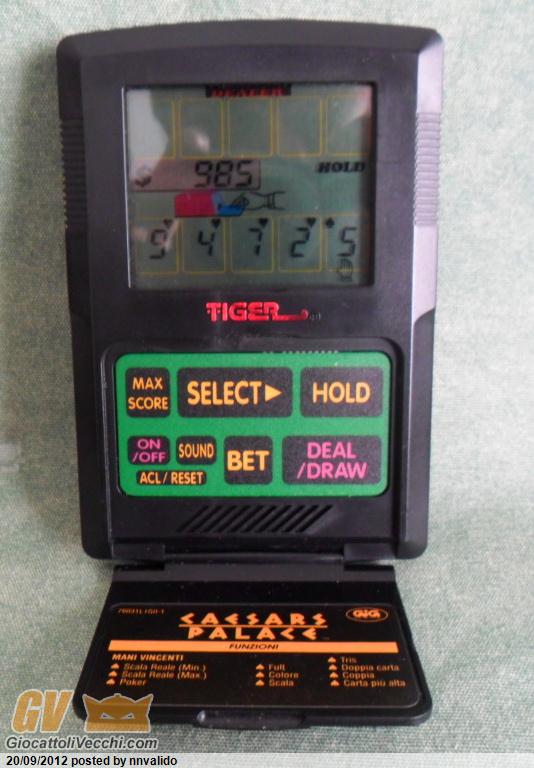 DEALER
985
HOLD
9 4 7 2 5
TIGER
MAX
SCORE
SELECT
HOLD
ON
/OFF
SOUND
ACL / RESET
BET
DEAL
/DRAW
CAESARS
PALACE
GIG
FUNZIONI
MANI VINCENTI
Scala Reale (Min.)
Scala Reale (Max.)
Poker
Full
Colore
Scala
Tris
Doppia carta
Coppia
Carta più alta
GV
GiocattoliVecchi.com
20/09/2012 posted by nnvalido